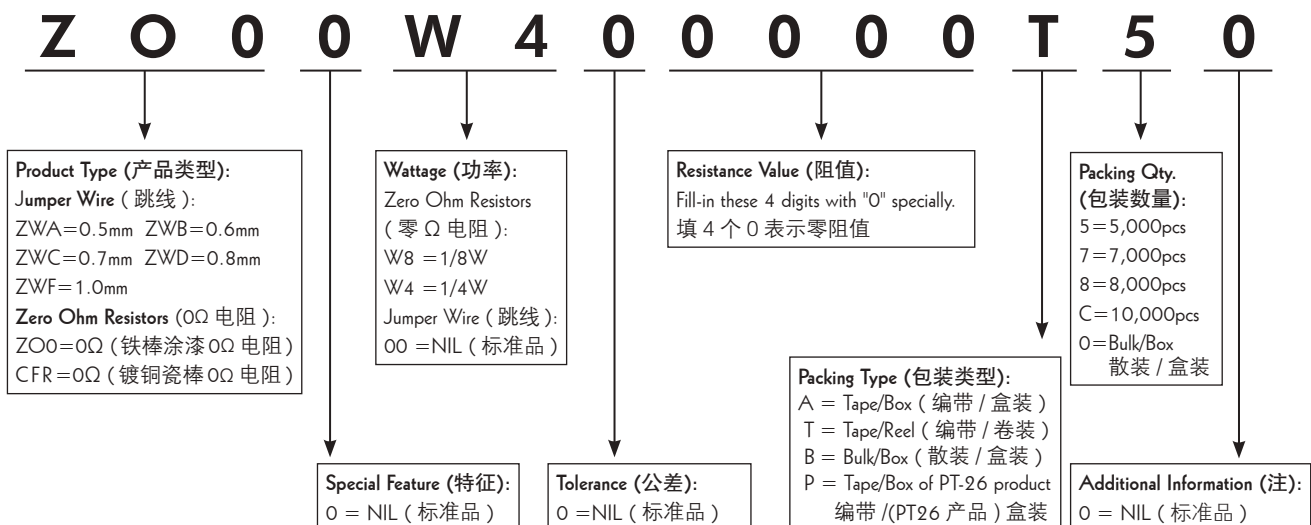 Z O 0 0 W 4 0 0 0 0 0 T 5 0
Product Type (产品类型):
Jumper Wire ( 跳线 ):
ZWA=0.5mm ZWB=0.6mm
ZWC=0.7mm ZWD=0.8mm
ZWF=1.0mm
Zero Ohm Resistors (0Ω 电阻 ):
ZO0=0Ω ( 铁棒涂漆 0Ω 电阻 )
CFR=0Ω ( 镀铜瓷棒 0Ω 电阻 )
Wattage (功率):
Zero Ohm Resistors
( 零 Ω 电阻 ):
W8 =1/8W
W4 =1/4W
Jumper Wire ( 跳线 ):
00 =NIL ( 标准品 )
Resistance Value (阻值):
Fill-in these 4 digits with "0" specially.
填 4 个 0 表示零阻值
Packing Qty.
(包装数量):
5=5,000pcs
7=7,000pcs
8=8,000pcs
C=10,000pcs
0=Bulk/Box
散装 / 盒装
Special Feature (特征):
0 = NIL ( 标准品 )
Tolerance (公差):
0 =NIL ( 标准品 )
Packing Type (包装类型):
A = Tape/Box ( 编带 / 盒装 )
T = Tape/Reel ( 编带 / 卷装 )
B = Bulk/Box ( 散装 / 盒装 )
P = Tape/Box of PT-26 product
编带 /(PT26 产品 ) 盒装
Additional Information (注):
0 = NIL ( 标准品 )